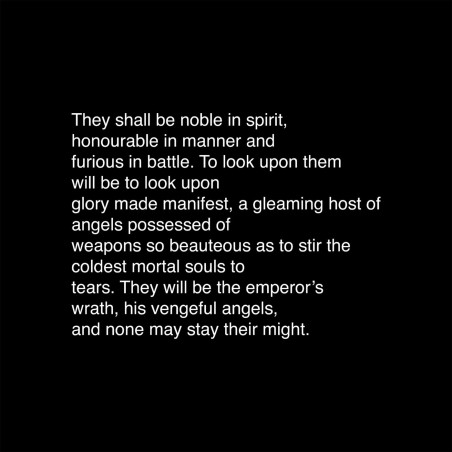 They shall be noble in spirit,
honourable in manner and
furious in battle. To look upon them
will be to look upon
glory made manifest, a gleaming host of
angels possessed of
weapons so beauteous as to stir the
coldest mortal souls to
tears. They will be the emperor’s
wrath, his vengeful angels,
and none may stay their might.